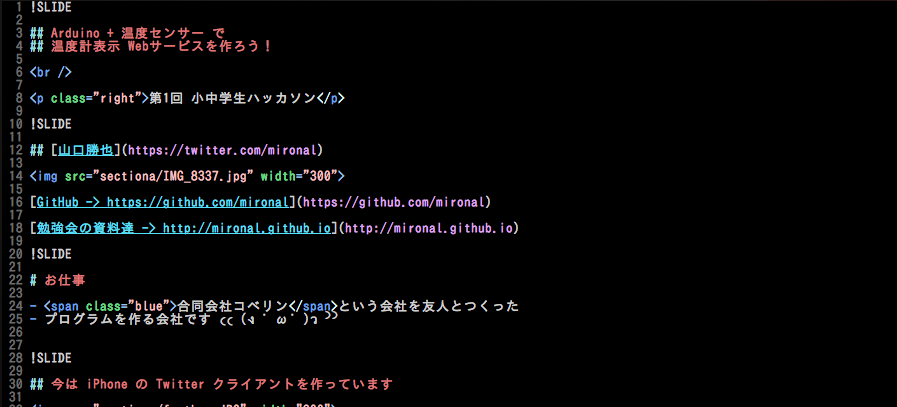 1 !SLIDE
2
3 ## Arduino + 温度センサー で
4 ## 温度計表示 Webサービスを作ろう！
5
6 <br />
7
8 <p class="right">第1回 小中学生ハッカソン</p>
9
10 !SLIDE
11
12 ## [山口勝也](https://twitter.com/mironal)
13
14 <img src="sectiona/IMG_8337.jpg" width="300">
15
16 [GitHub -> https://github.com/mironal](https://github.com/mironal)
17
18 [勉強会の資料達 -> http://mironal.github.io](http://mironal.github.io)
19
20 !SLIDE
21
22 # お仕事
23
24 - <span class="blue">合同会社コベリン</span>という会社を友人とつくった
25 - プログラムを作る会社です
26
27
28 !SLIDE
29
30 ## 今は iPhone の Twitter クライアントを作っています
31